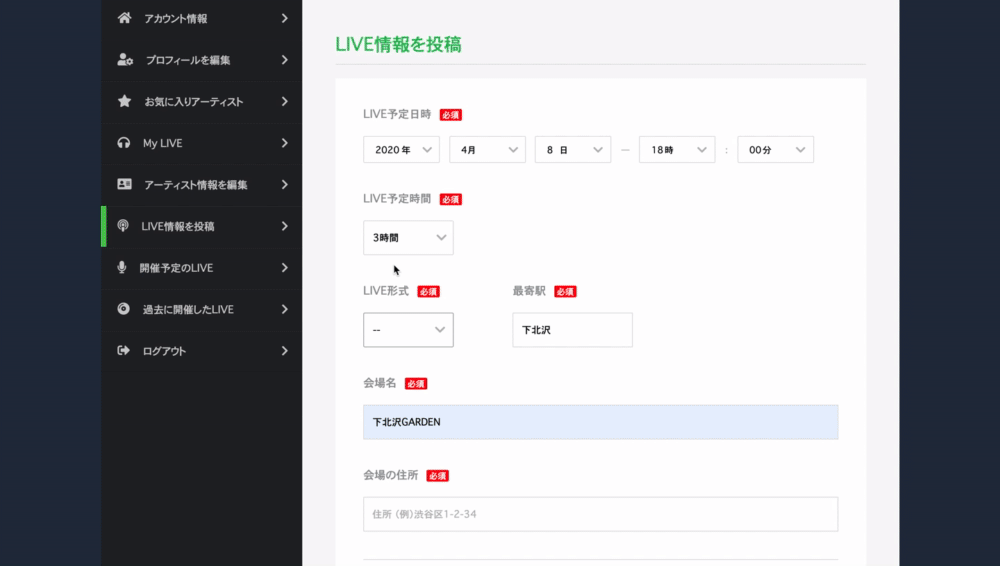 アカウント情報
プロフィールを編集
お気に入りアーティスト
My LIVE
アーティスト情報を編集
LIVE情報を投稿
開催予定のLIVE
過去に開催したLIVE
ログアウト
LIVE情報を投稿
LIVE予定日時 必須
2020 年 4月 8 日 — 18時 : 00分
LIVE予定時間 必須
3時間
LIVE形式 必須 最寄駅 必須
-- 下北沢
会場名 必須
下北沢GARDEN
会場の住所 必須
住所 (例)渋谷区1-2-34